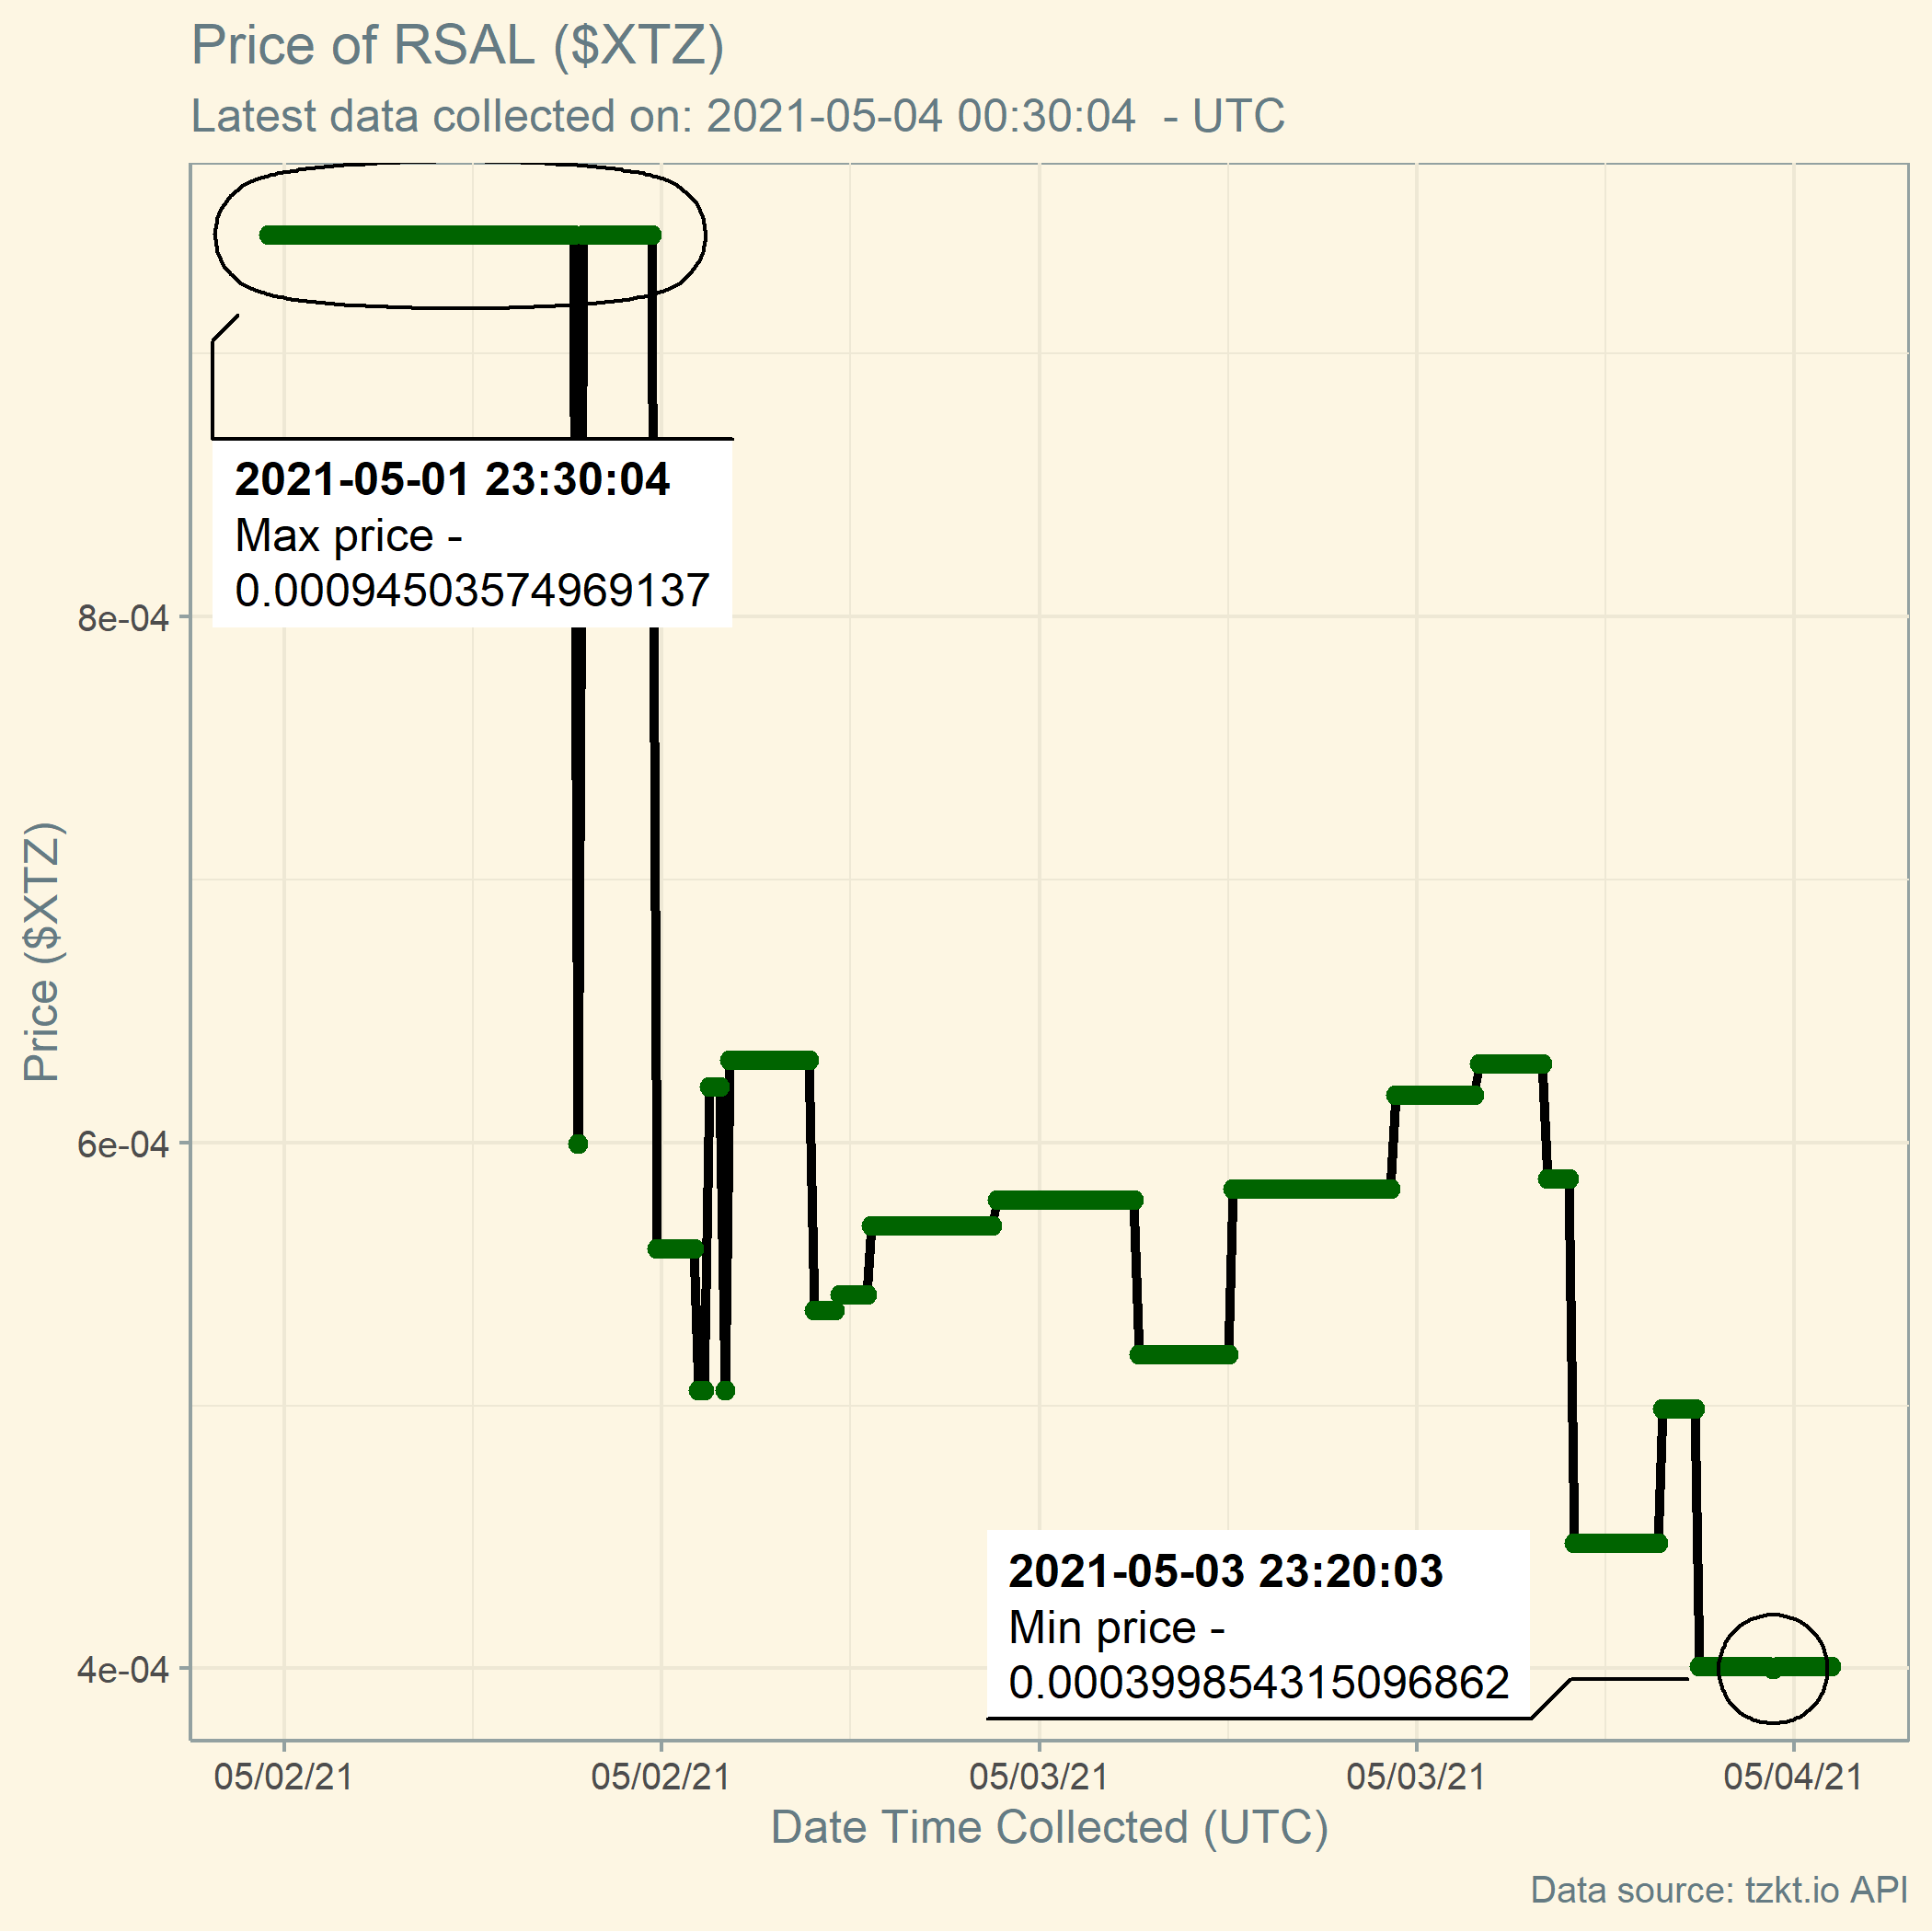 Price of RSAL ($XTZ)
Latest data collected on: 2021-05-04 00:30:04  - UTC
2021-05-01 23:30:04
Max price -
0.00094503574969137
8e-04
6e-04
4e-04
Price ($XTZ)
2021-05-03 23:20:03
Min price -
0.000399854315096862
05/02/21 05/02/21 05/03/21 05/03/21 05/04/21
Date Time Collected (UTC)
Data source: tzkt.io API